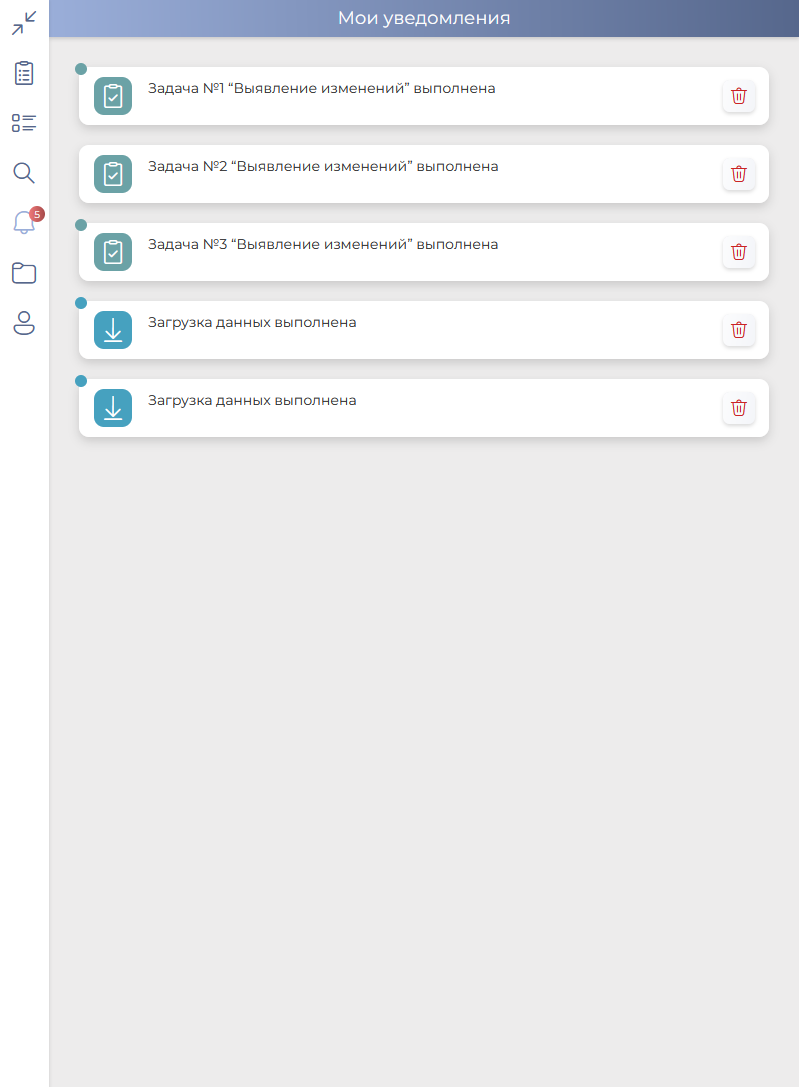 Мои уведомления
Задача №1 “Выявление изменений” выполнена
Задача №2 “Выявление изменений” выполнена
5
Задача №3 “Выявление изменений” выполнена
Загрузка данных выполнена
Загрузка данных выполнена